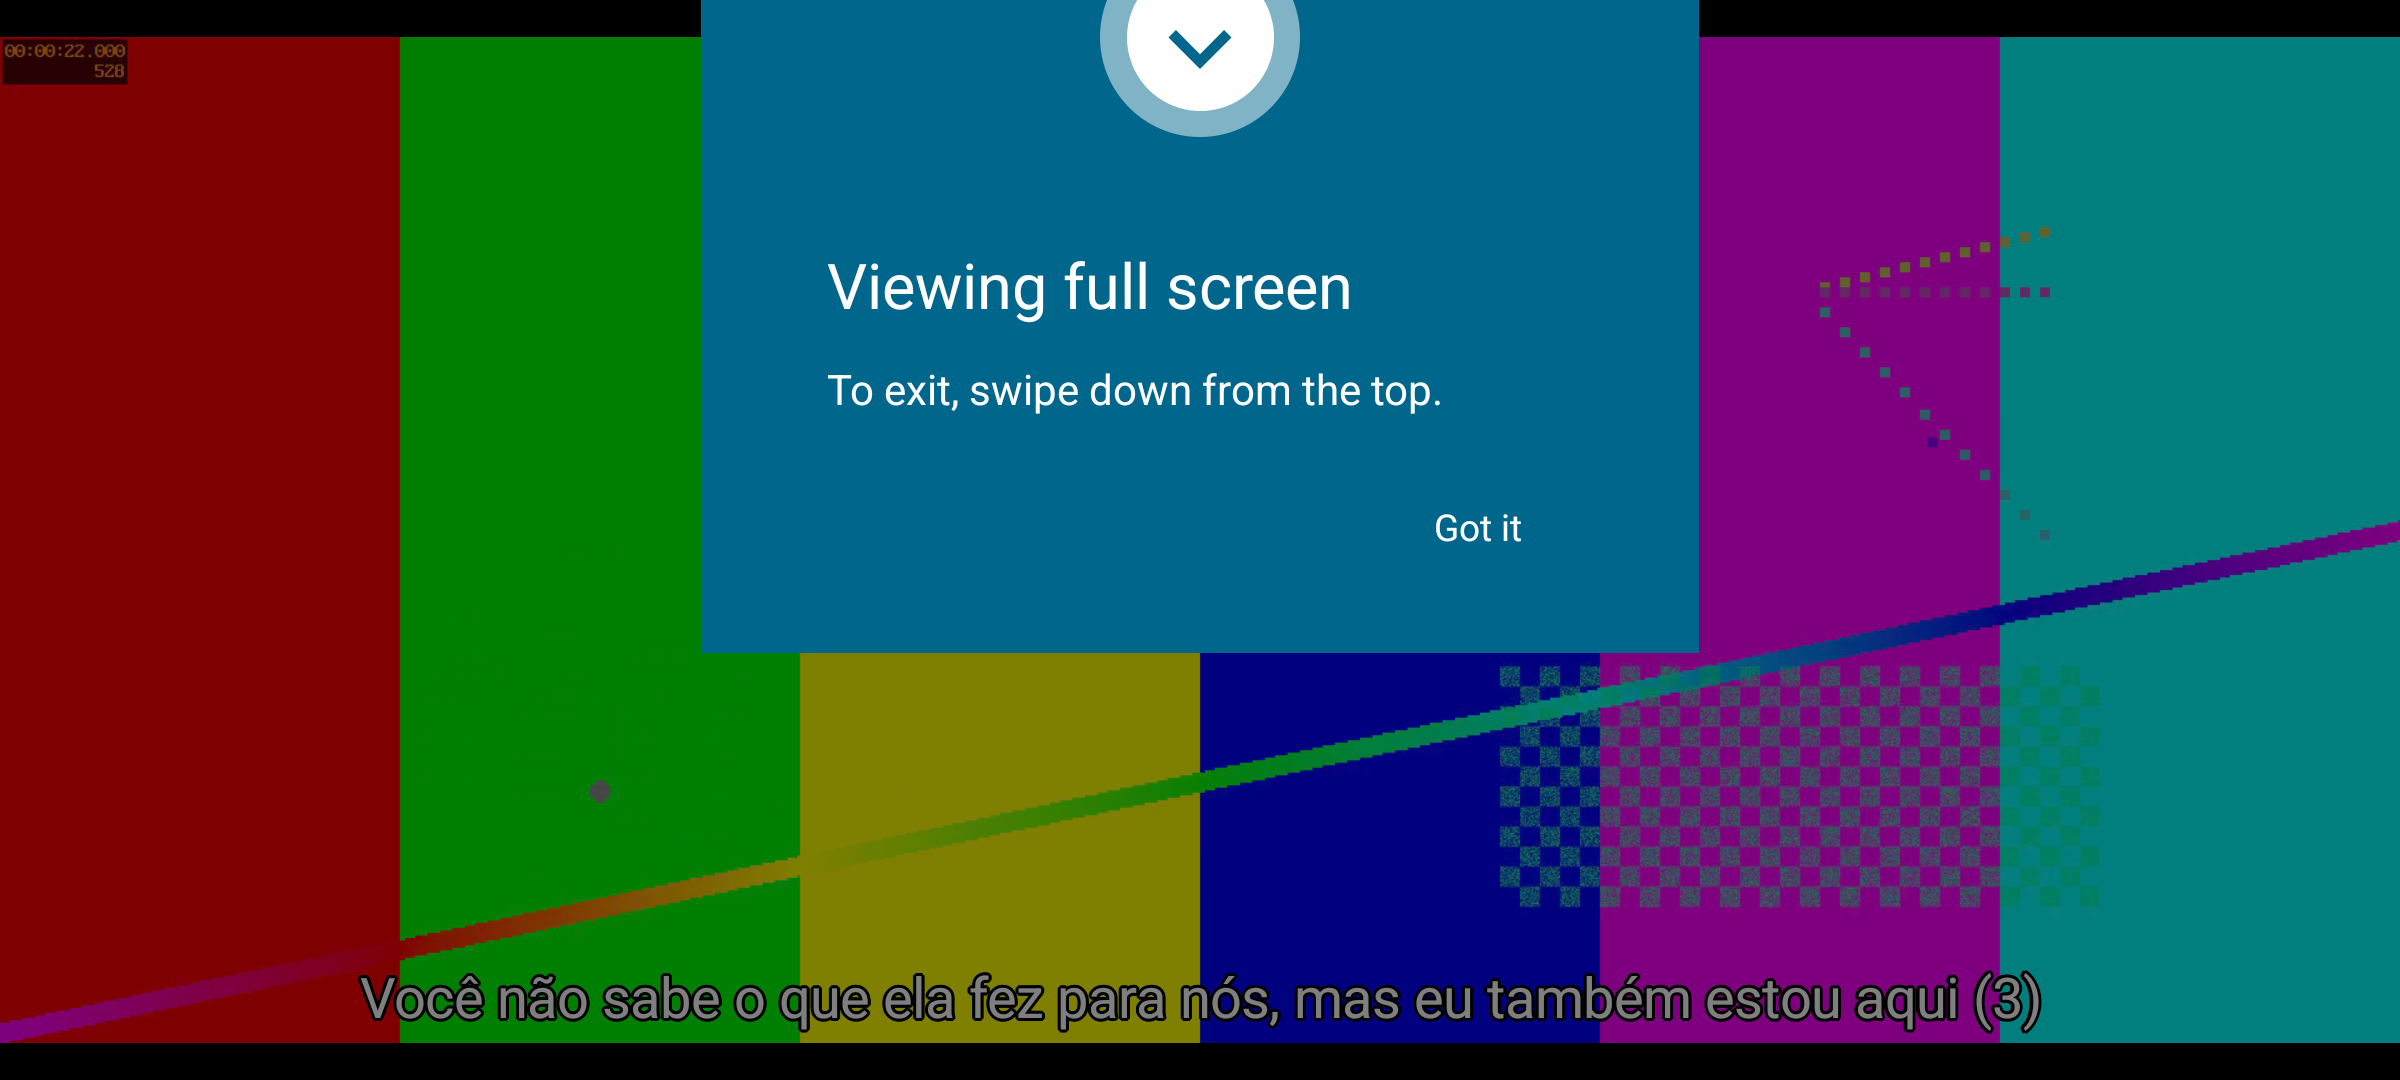 00:00:22.000
528
Viewing full screen
To exit, swipe down from the top.
Got it
Você não sabe o que ela fez para nós, mas eu também estou aqui (3)